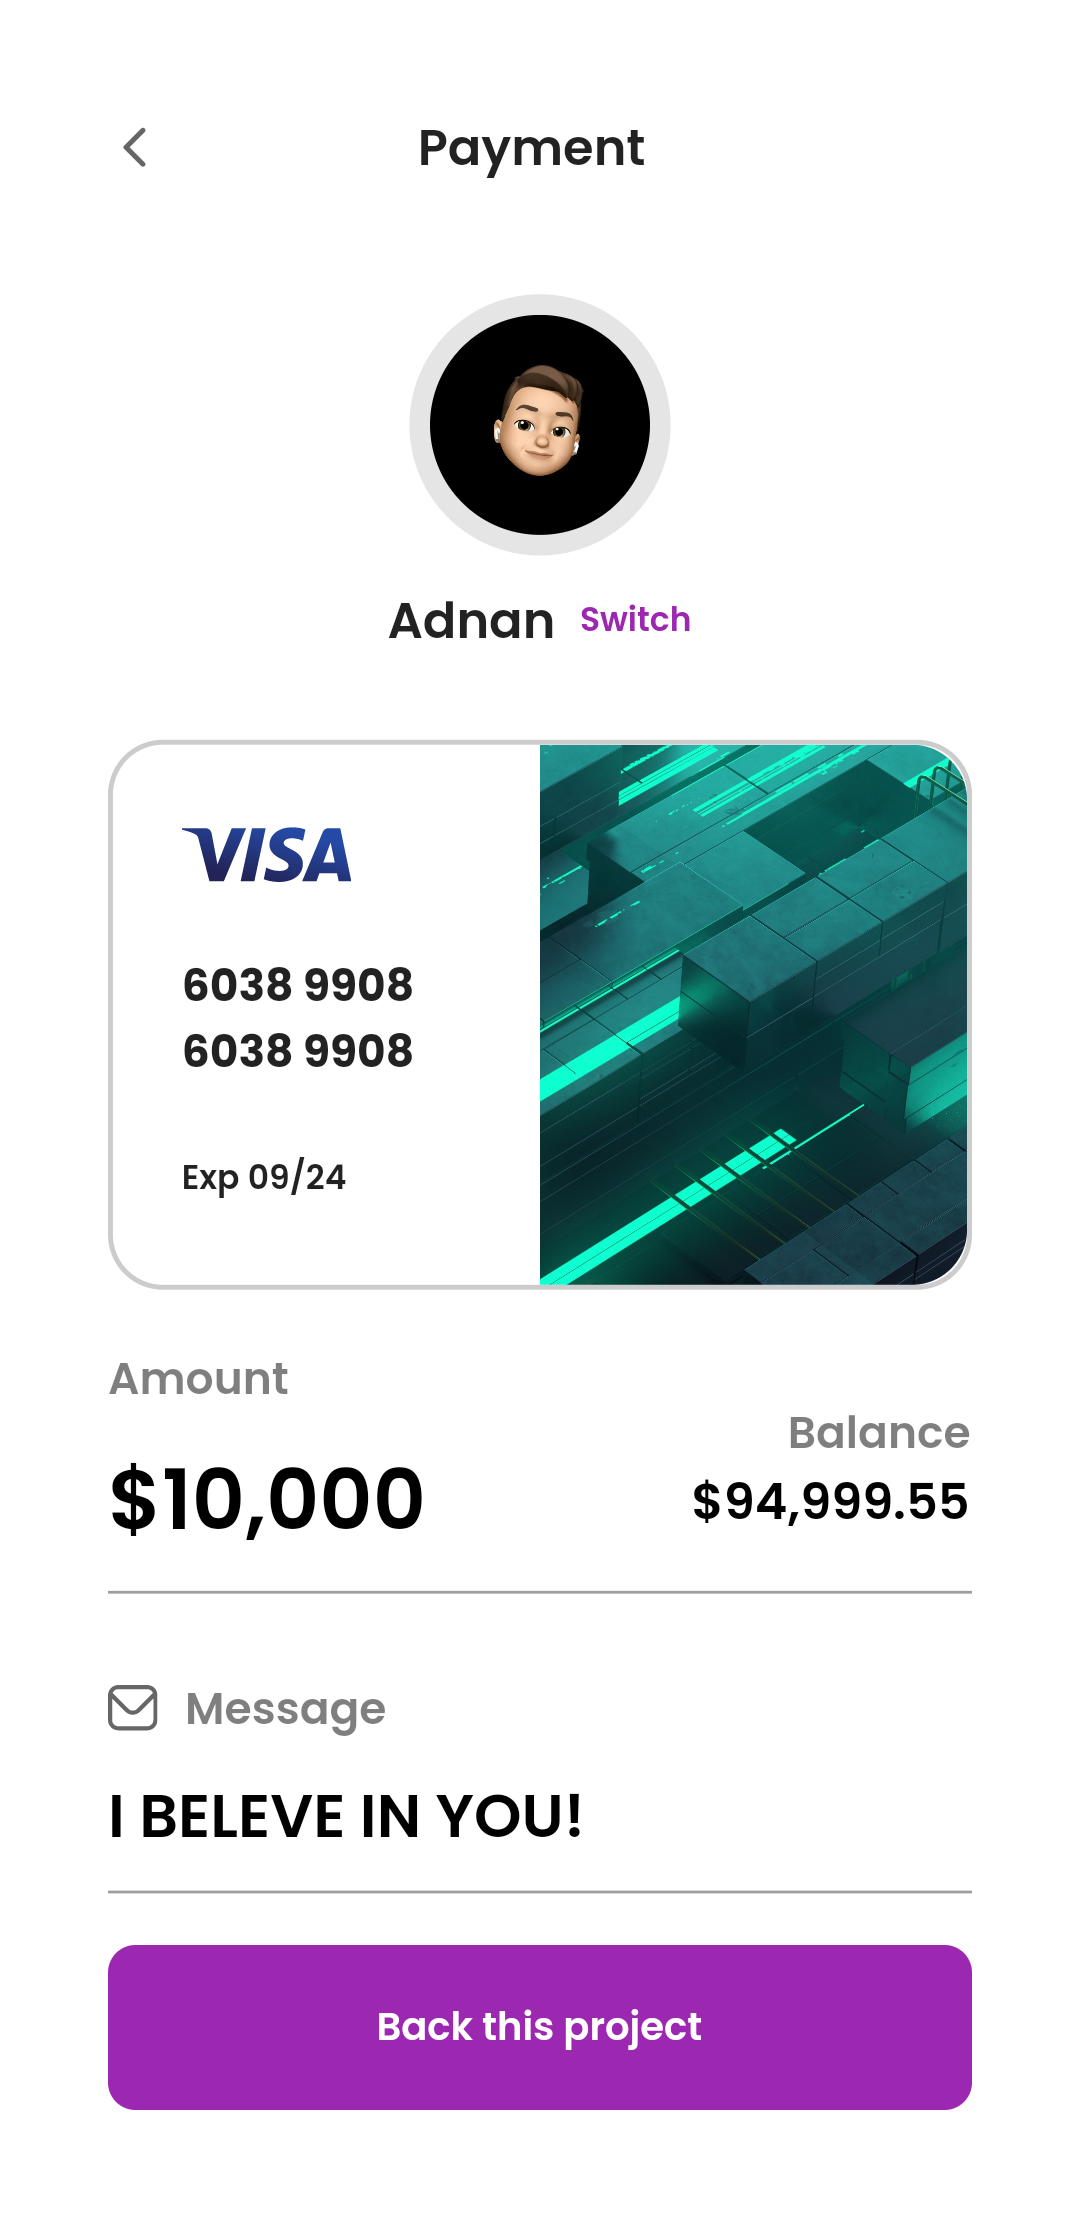 Payment
Adnan Switch
VISA
6038 9908
6038 9908
Exp 09/24
Amount
Balance
$10,000
$94,999.55
Message
I BELEVE IN YOU!
Back this project